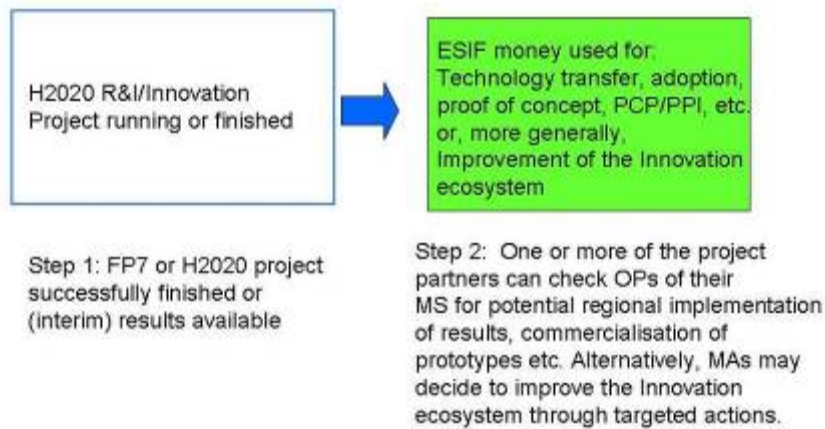 H2020 R&I/Innovation
Project running or finished
ESIF money used for:
Technology transfer, adoption,
proof of concept, PCP/PPI, etc.
or, more generally,
Improvement of the Innovation
ecosystem
Step 1: FP7 or H2020 project
successfully finished or
(interim) results available
Step 2:  One or more of the project
partners can check OPs of their
MS for potential regional implementation
of results, commercialisation of
prototypes etc. Alternatively, MAs may
decide to improve the Innovation
ecosystem through targeted actions.